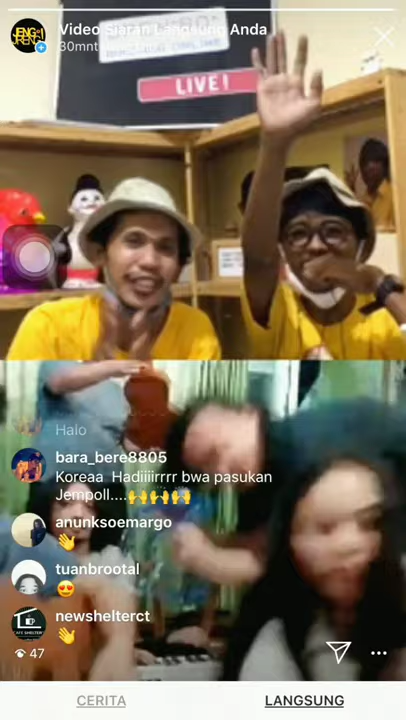 Video Siaran Langsung Anda
30mnt
LIVE!
Halo
bara_bere8805
Koreaa Hadiiiirrrr bwa pasukan
Jempoll....🙌🙌🙌🙌
anunksoemargo
👋
tuanbrootal
😍
newshelterct
👋
47
CERITA
LANGSUNG